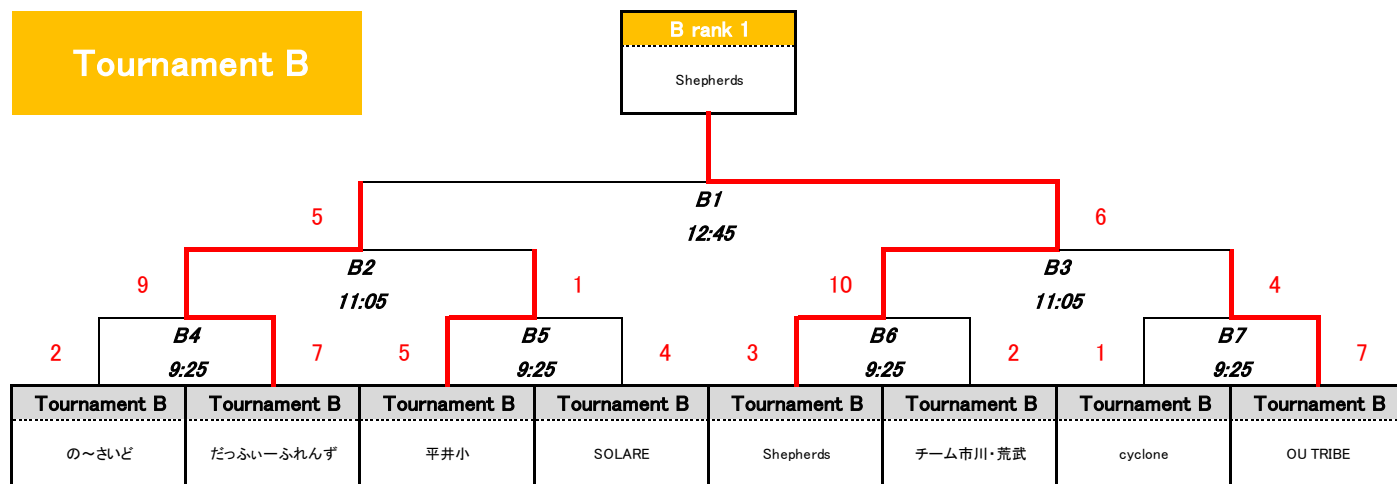 Tournament B
B rank 1
Shepherds
B1
5
6
12:45
B2
B3
9
1
10
4
11:05
11:05
B4
B5
B6
B7
2
7
5
4
3
2
1
7
9:25
9:25
9:25
9:25
Tournament B
Tournament B
Tournament B
Tournament B
Tournament B
Tournament B
Tournament B
Tournament B
の～さいど
だっふぃーふれんず
平井小
SOLARE
Shepherds
チーム市川・荒武
cyclone
OU TRIBE